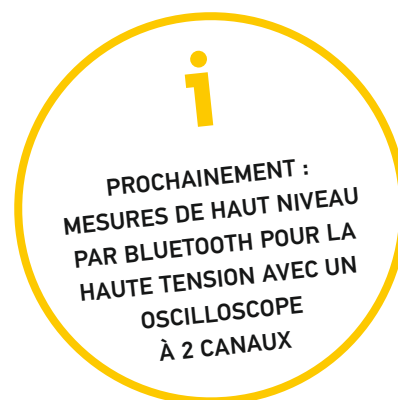 i
PROCHAINEMENT :
MESURES DE HAUT NIVEAU
PAR BLUETOOTH POUR LA
HAUTE TENSION AVEC UN
OSCILLOSCOPE
À 2 CANAUX